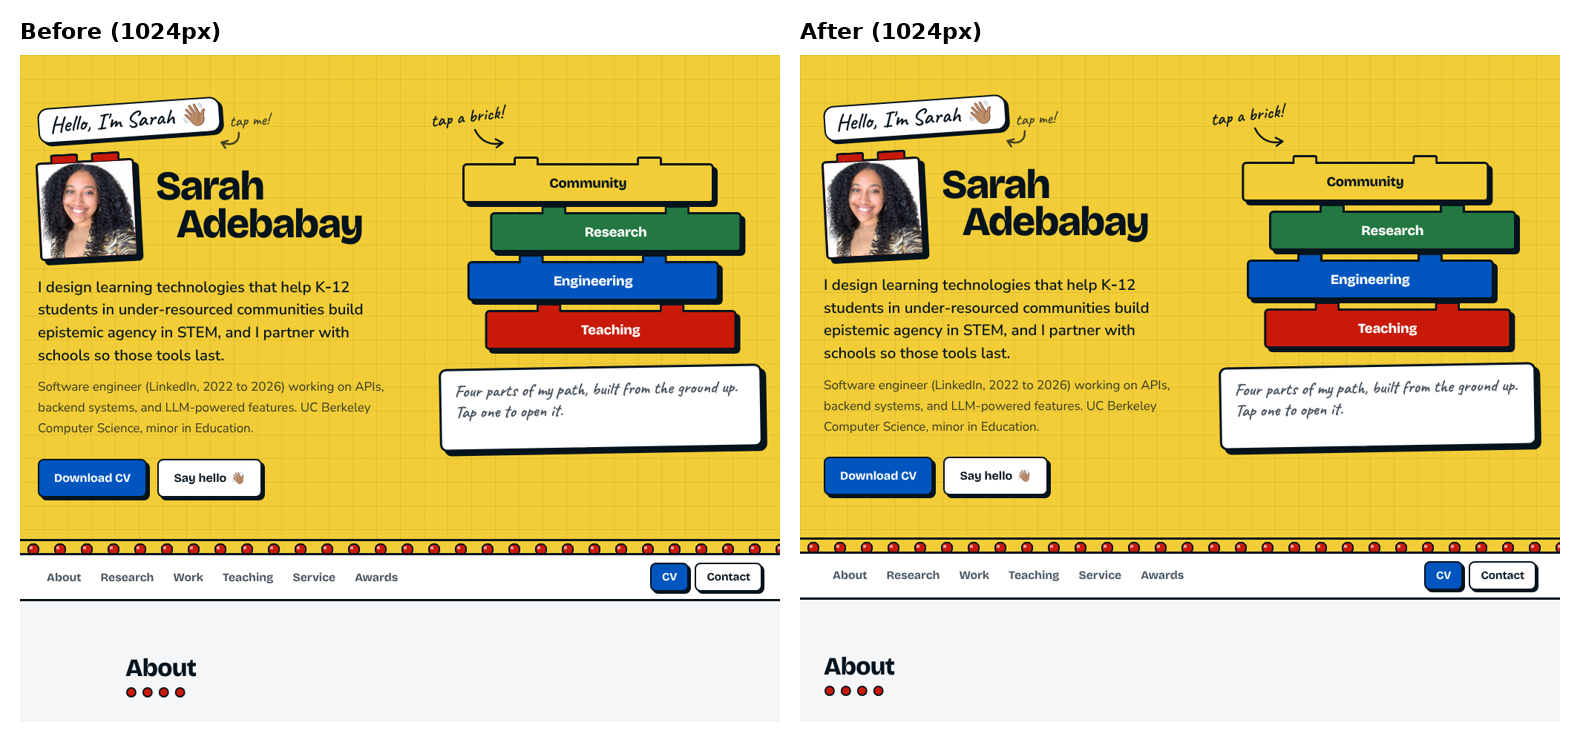 Before (1024px)
Hello, I'm Sarah 👋🏽
tap me!
tap a brick!
Sarah
Adebabay
Community
Research
Engineering
Teaching
I design learning technologies that help K-12
students in under-resourced communities build
epistemic agency in STEM, and I partner with
schools so those tools last.
Software engineer (LinkedIn, 2022 to 2026) working on APIs,
backend systems, and LLM-powered features. UC Berkeley
Computer Science, minor in Education.
Four parts of my path, built from the ground up.
Tap one to open it.
Download CV
Say hello 👋🏽
About Research Work Teaching Service Awards CV Contact
About
After (1024px)
Hello, I'm Sarah 👋🏽
tap me!
tap a brick!
Sarah
Adebabay
Community
Research
Engineering
Teaching
I design learning technologies that help K-12
students in under-resourced communities build
epistemic agency in STEM, and I partner with
schools so those tools last.
Software engineer (LinkedIn, 2022 to 2026) working on APIs,
backend systems, and LLM-powered features. UC Berkeley
Computer Science, minor in Education.
Four parts of my path, built from the ground up.
Tap one to open it.
Download CV
Say hello 👋🏽
About Research Work Teaching Service Awards CV Contact
About